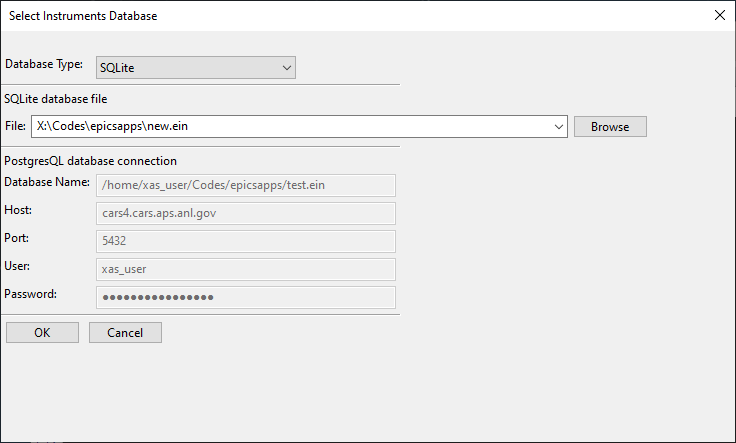 Select Instruments Database
Database Type: SQLite
SQLite database file
File: X:\Codes\epicsapps\new.ein Browse
PostgresQL database connection
Database Name: /home/xas_user/Codes/epicsapps/test.ein
Host: cars4.cars.aps.anl.gov
Port: 5432
User: xas_user
Password: ●●●●●●●●●●●●●●●●
OK Cancel